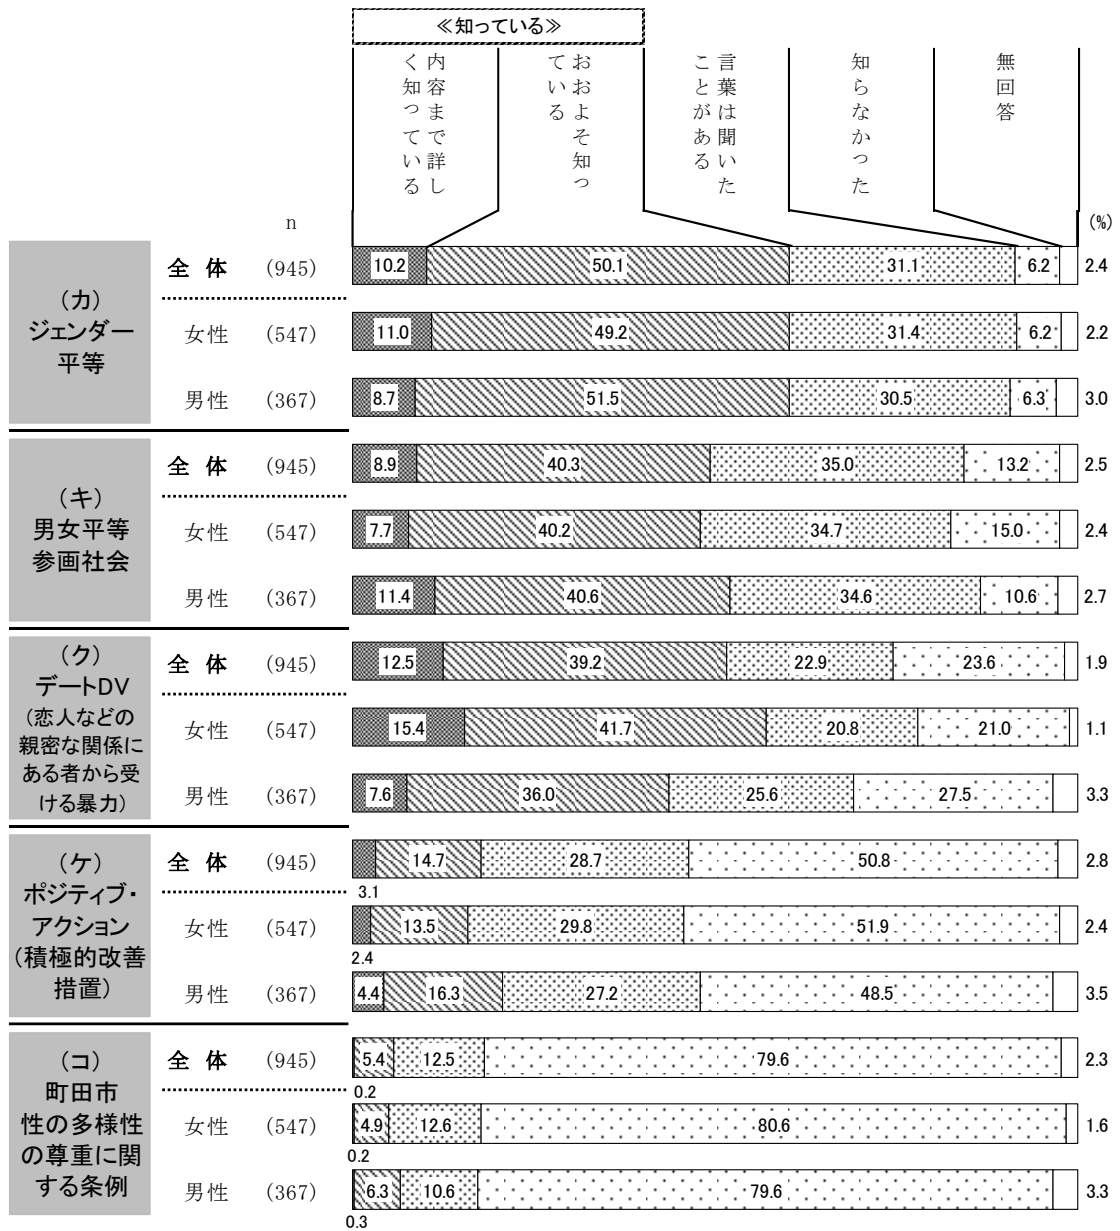 ≪知っている≫
内容まで詳し
く知っている
おおよそ知っ
ている
言葉は聞いた
ことがある
知らなかった
無回答
n
(%)
(カ)
ジェンダー
平等
全 体 (945) 10.2 50.1 31.1 6.2 2.4
女性 (547) 11.0 49.2 31.4 6.2 2.2
男性 (367) 8.7 51.5 30.5 6.3 3.0
(キ)
男女平等
参画社会
全 体 (945) 8.9 40.3 35.0 13.2 2.5
女性 (547) 7.7 40.2 34.7 15.0 2.4
男性 (367) 11.4 40.6 34.6 10.6 2.7
(ク)
デートDV
(恋人などの
親密な関係に
ある者から受
ける暴力)
全 体 (945) 12.5 39.2 22.9 23.6 1.9
女性 (547) 15.4 41.7 20.8 21.0 1.1
男性 (367) 7.6 36.0 25.6 27.5 3.3
(ケ)
ポジティブ・
アクション
(積極的改善
措置)
全 体 (945) 14.7 28.7 50.8 2.8
3.1
女性 (547) 13.5 29.8 51.9 2.4
2.4
男性 (367) 4.4 16.3 27.2 48.5 3.5
(コ)
町田市
性の多様性
の尊重に関
する条例
全 体 (945) 5.4 12.5 79.6 2.3
0.2
女性 (547) 4.9 12.6 80.6 1.6
0.2
男性 (367) 6.3 10.6 79.6 3.3
0.3